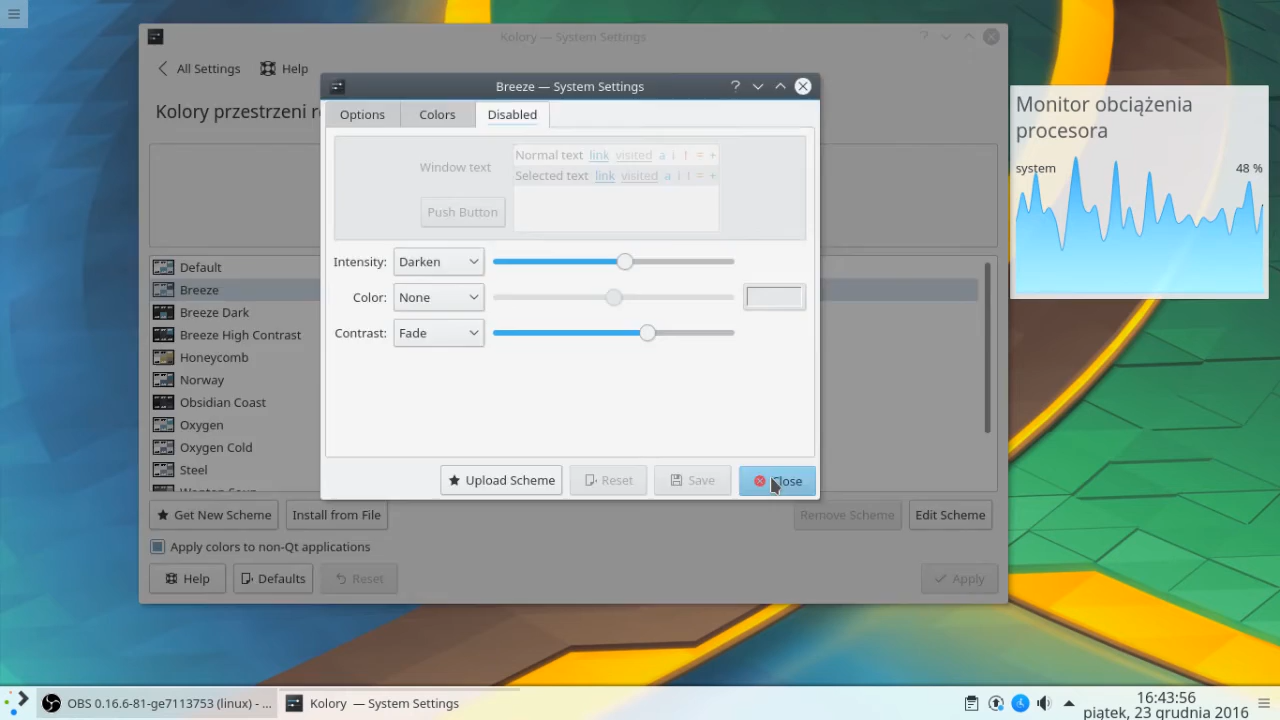 Kolory — System Settings
All Settings
Help
Kolory przestrzeni r
Breeze — System Settings
Options
Colors
Disabled
Window text
Push Button
Normal text link visited a i ! = +
Selected text link visited a i ! = +
Intensity:
Darken
Color:
None
Contrast:
Fade
Upload Scheme
Reset
Save
Close
Default
Breeze
Breeze Dark
Breeze High Contrast
Honeycomb
Norway
Obsidian Coast
Oxygen
Oxygen Cold
Steel
Get New Scheme
Install from File
Remove Scheme
Edit Scheme
Apply colors to non-Qt applications
Help
Defaults
Reset
Apply
Monitor obciążenia
procesora
system
48 %
OBS 0.16.6-81-ge7113753 (linux) - ...
Kolory — System Settings
16:43:56
piątek, 23 grudnia 2016